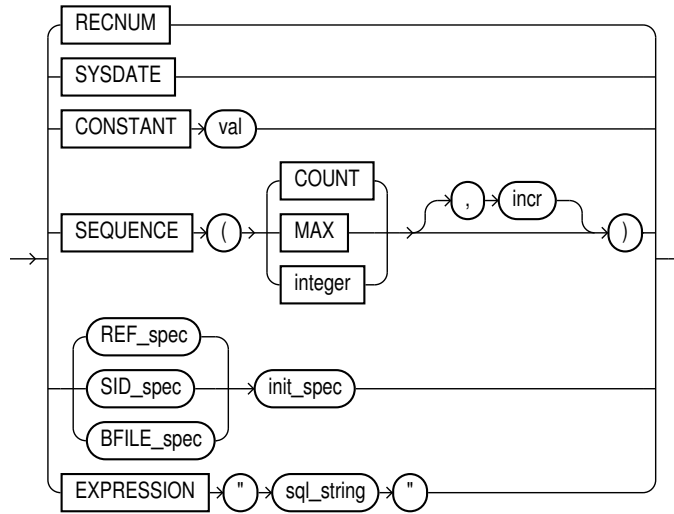 RECNUM
SYSDATE
CONSTANT val
SEQUENCE ( COUNT MAX integer , incr )
REF_spec SID_spec BFILE_spec init_spec
EXPRESSION " sql_string "